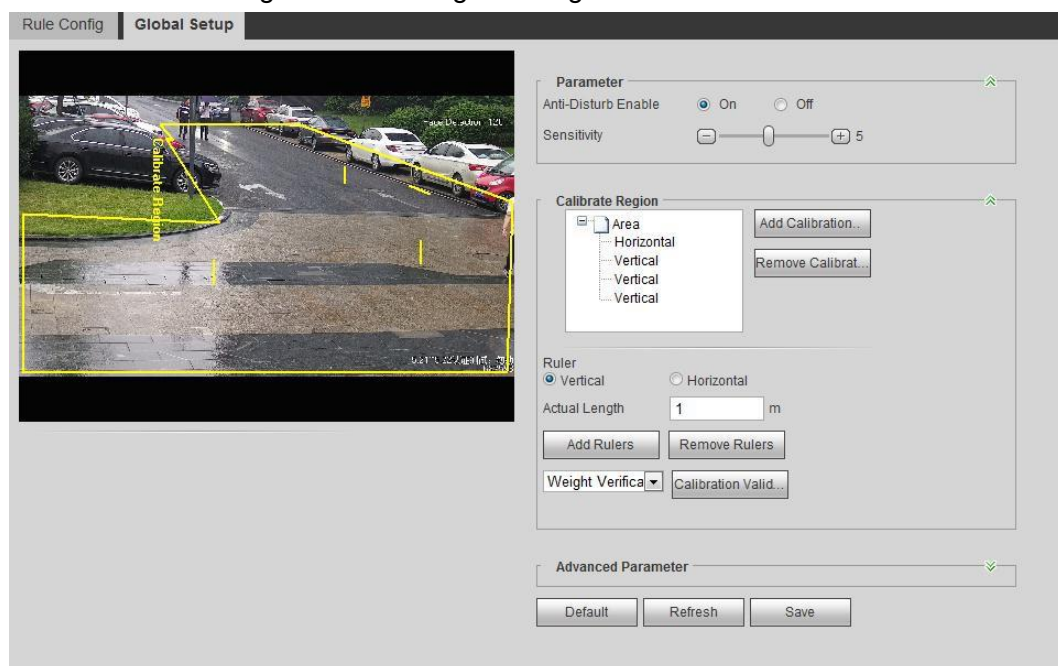 Rule Config Global Setup
Calibrate Region
Parameter
Anti-Disturb Enable On Off
Sensitivity 5
Calibrate Region
Area
Horizontal
Vertical
Vertical
Vertical
Add Calibration..
Remove Calibrat...
Ruler
Vertical Horizontal
Actual Length 1 m
Add Rulers Remove Rulers
Weight Verifica Calibration Valid...
Advanced Parameter
Default Refresh Save